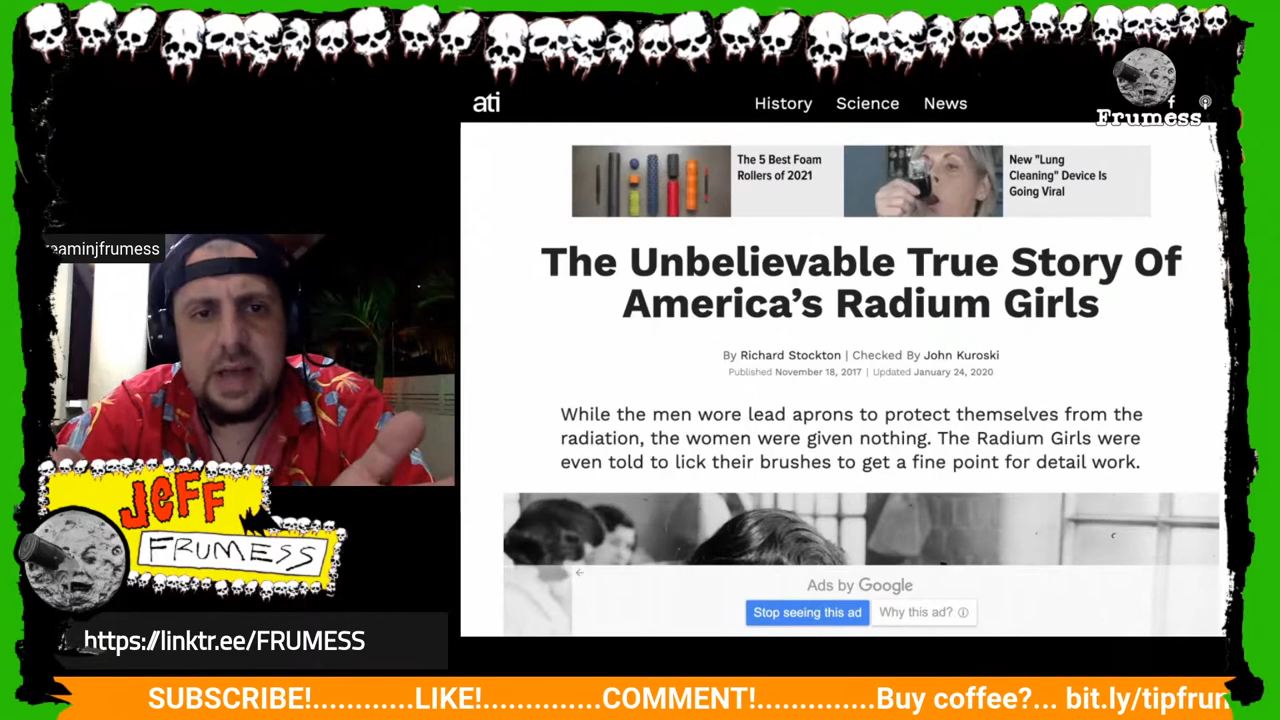 ati
History Science News
Frumess
The 5 Best Foam
Rollers of 2021
New "Lung
Cleaning" Device Is
Going Viral
The Unbelievable True Story Of
America's Radium Girls
By Richard Stockton | Checked By John Kuroski
Published November 18, 2017 | Updated January 24, 2020
While the men wore lead aprons to protect themselves from the
radiation, the women were given nothing. The Radium Girls were
even told to lick their brushes to get a fine point for detail work.
Ads by Google
Stop seeing this ad Why this ad?
eaminjfrumess
JEFF
FRUMESS
https://linktr.ee/FRUMESS
SUBSCRIBE!............LIKE!..............COMMENT!..............Buy coffee?... bit.ly/tipfrum